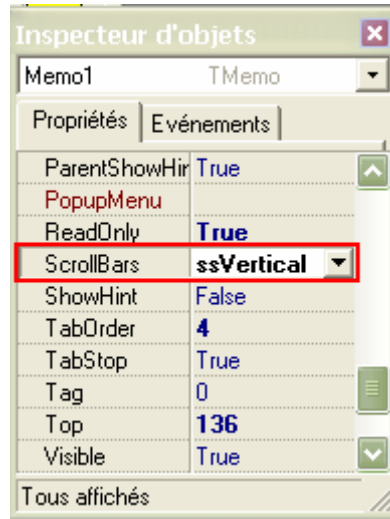 Inspecteur d'objets
Memo1 TMemo
Propriétés Evénements
ParentShowHir True
PopupMenu
ReadOnly True
ScrollBars ssVertical
ShowHint False
TabOrder 4
TabStop True
Tag 0
Top 136
Visible True
Tous affichés